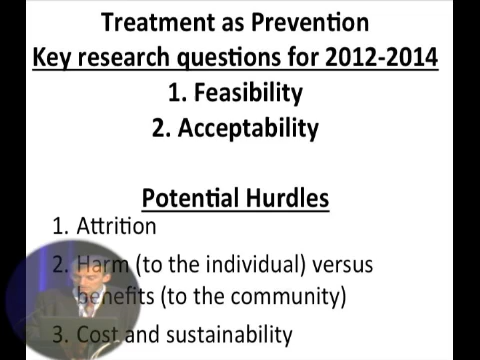 Treatment as Prevention
Key research questions for 2012-2014
1. Feasibility
2. Acceptability
Potential Hurdles
1. Attrition
2. Harm (to the individual) versus
benefits (to the community)
3. Cost and sustainability